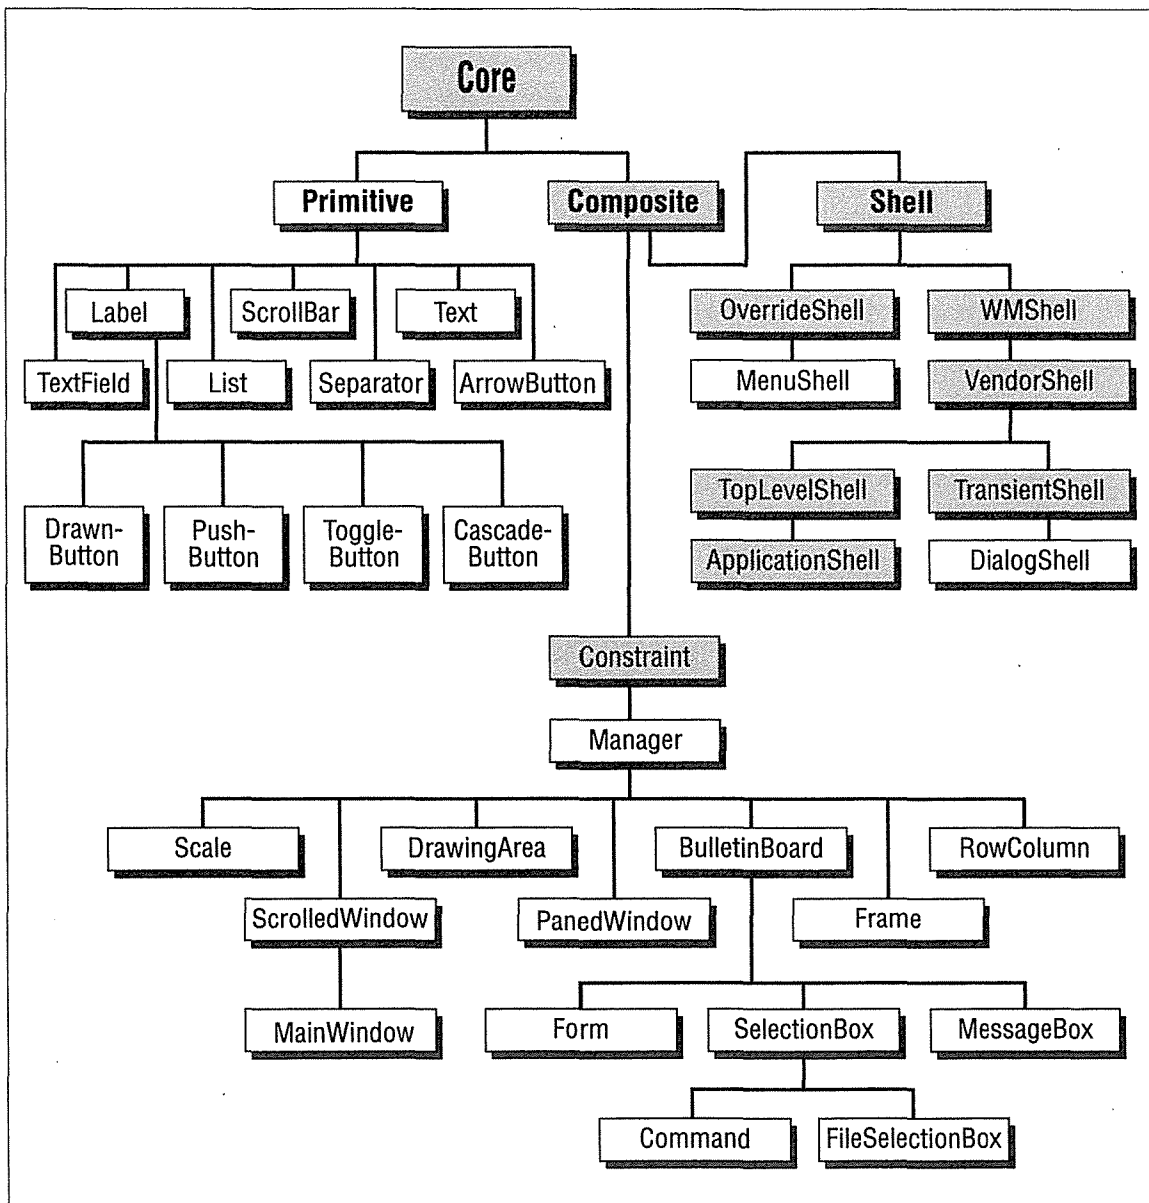 Core
Primitive
Composite
Shell
Label
ScrollBar
Text
OverrideShell
WMShell
TextField
List
Separator
ArrowButton
MenuShell
VendorShell
TopLevelShell
TransientShell
Drawn-
Button
Push-
Button
Toggle-
Button
Cascade-
Button
ApplicationShell
DialogShell
Constraint
Manager
Scale
DrawingArea
BulletinBoard
RowColumn
ScrolledWindow
PanedWindow
Frame
MainWindow
Form
SelectionBox
MessageBox
Command
FileSelectionBox